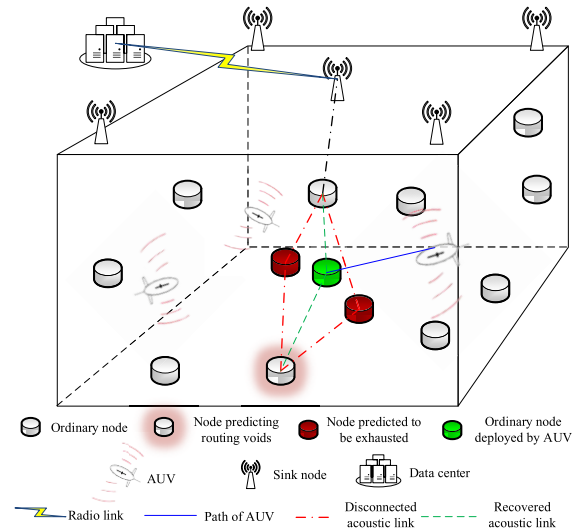 Ordinary node
Node predicting
routing voids
Node predicted to
be exhausted
Ordinary node
deployed by AUV
AUV
Sink node
Data center
Radio link
Path of AUV
Disconnected
acoustic link
Recovered
acoustic link